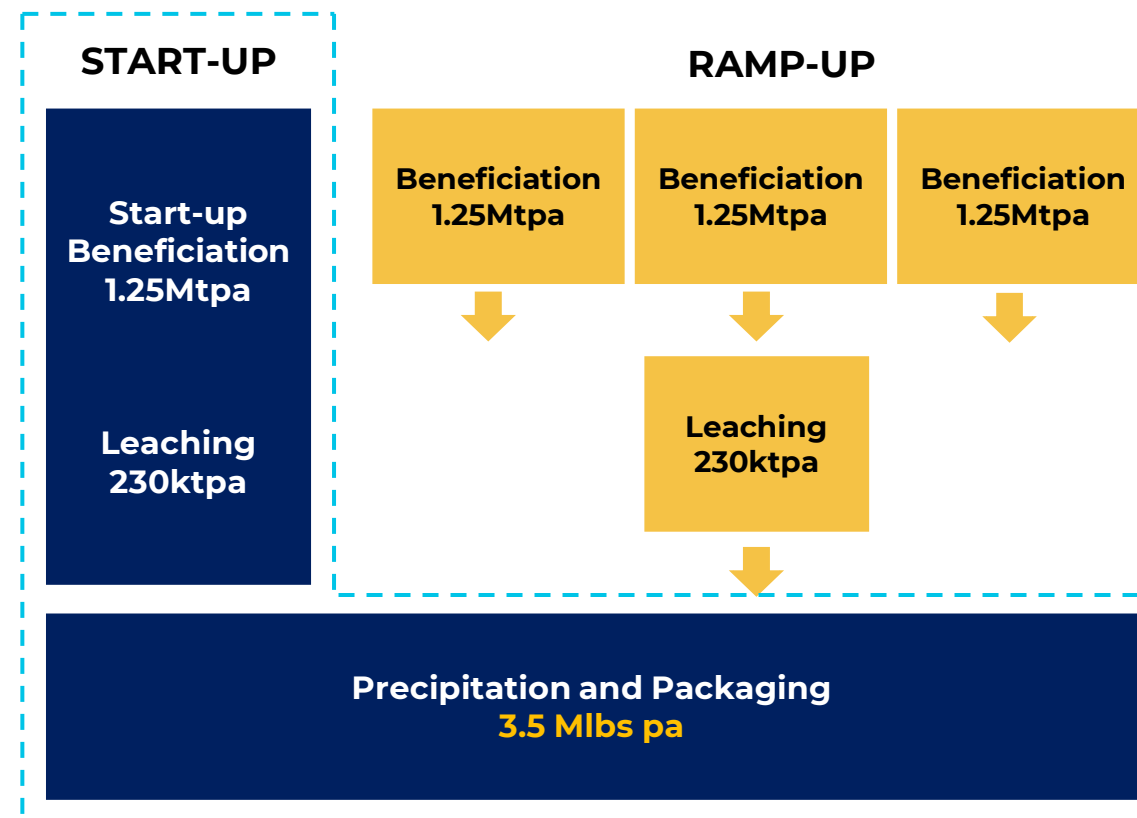 START-UP
RAMP-UP
Start-up
Beneficiation
1.25Mtpa
Leaching
230ktpa
Beneficiation
1.25Mtpa
Beneficiation
1.25Mtpa
Beneficiation
1.25Mtpa
Leaching
230ktpa
Precipitation and Packaging
3.5 Mlbs pa